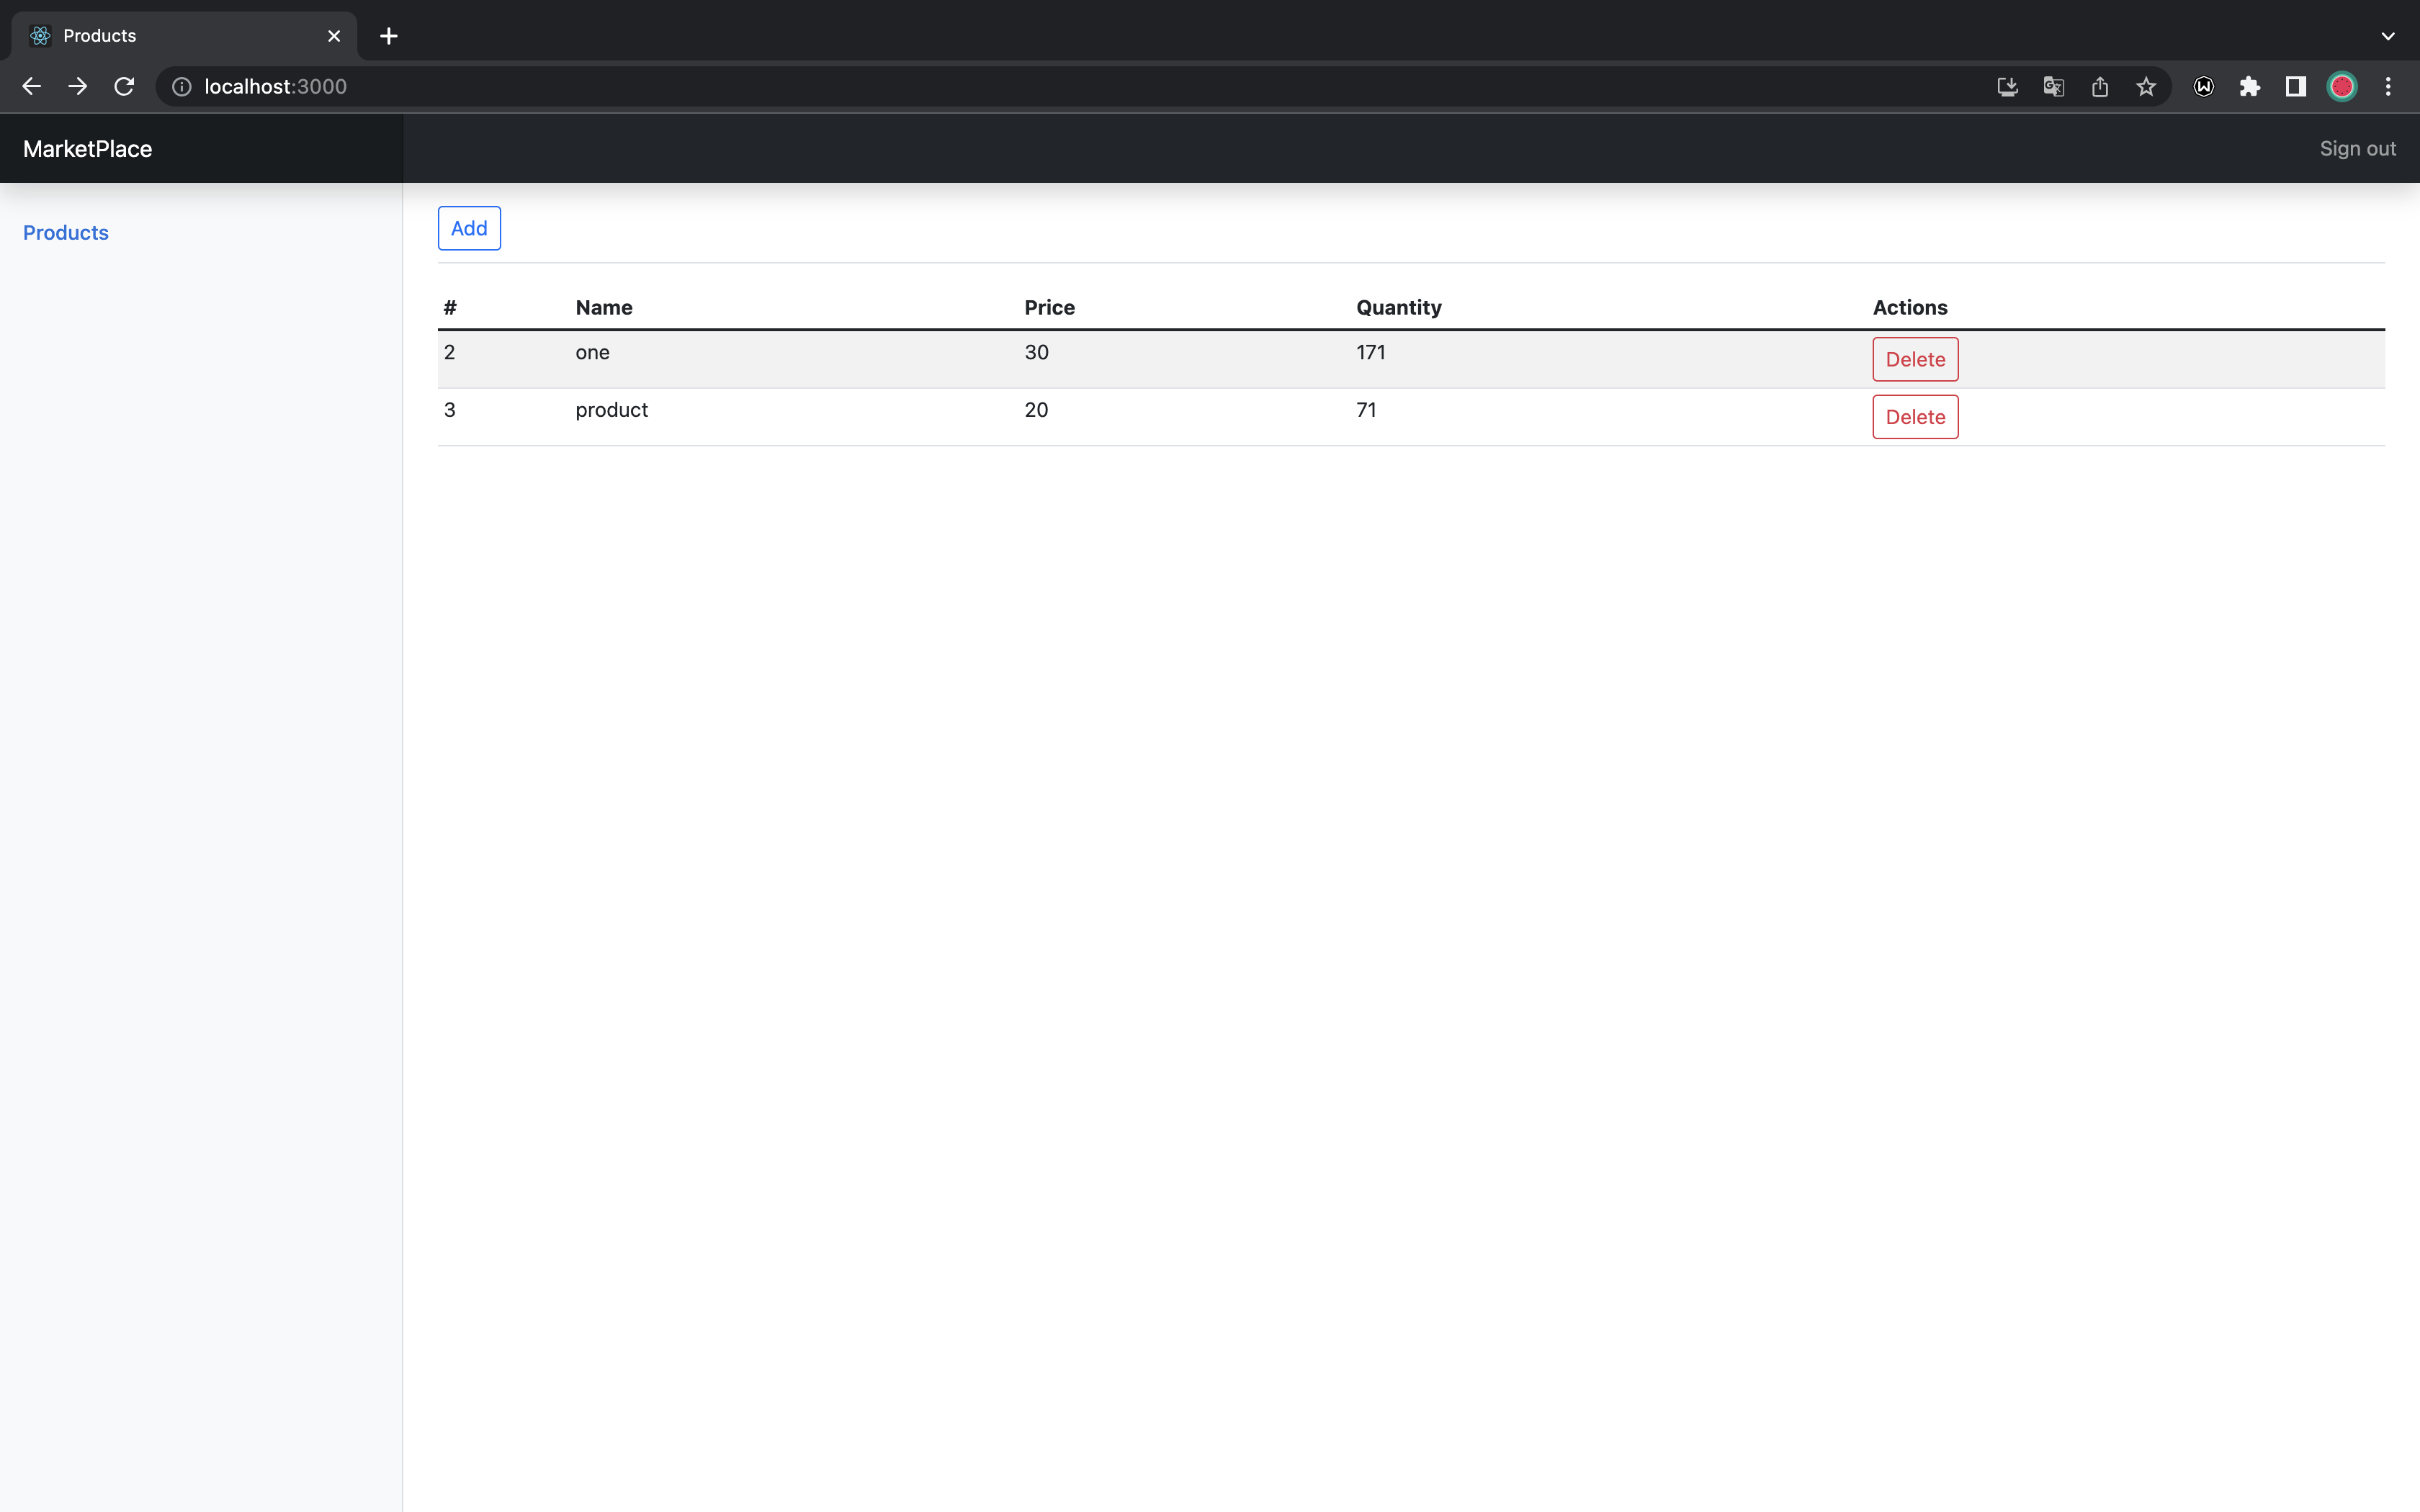 Products
localhost:3000
MarketPlace
Sign out
Products
Add
# Name Price Quantity Actions
2 one 30 171 Delete
3 product 20 71 Delete